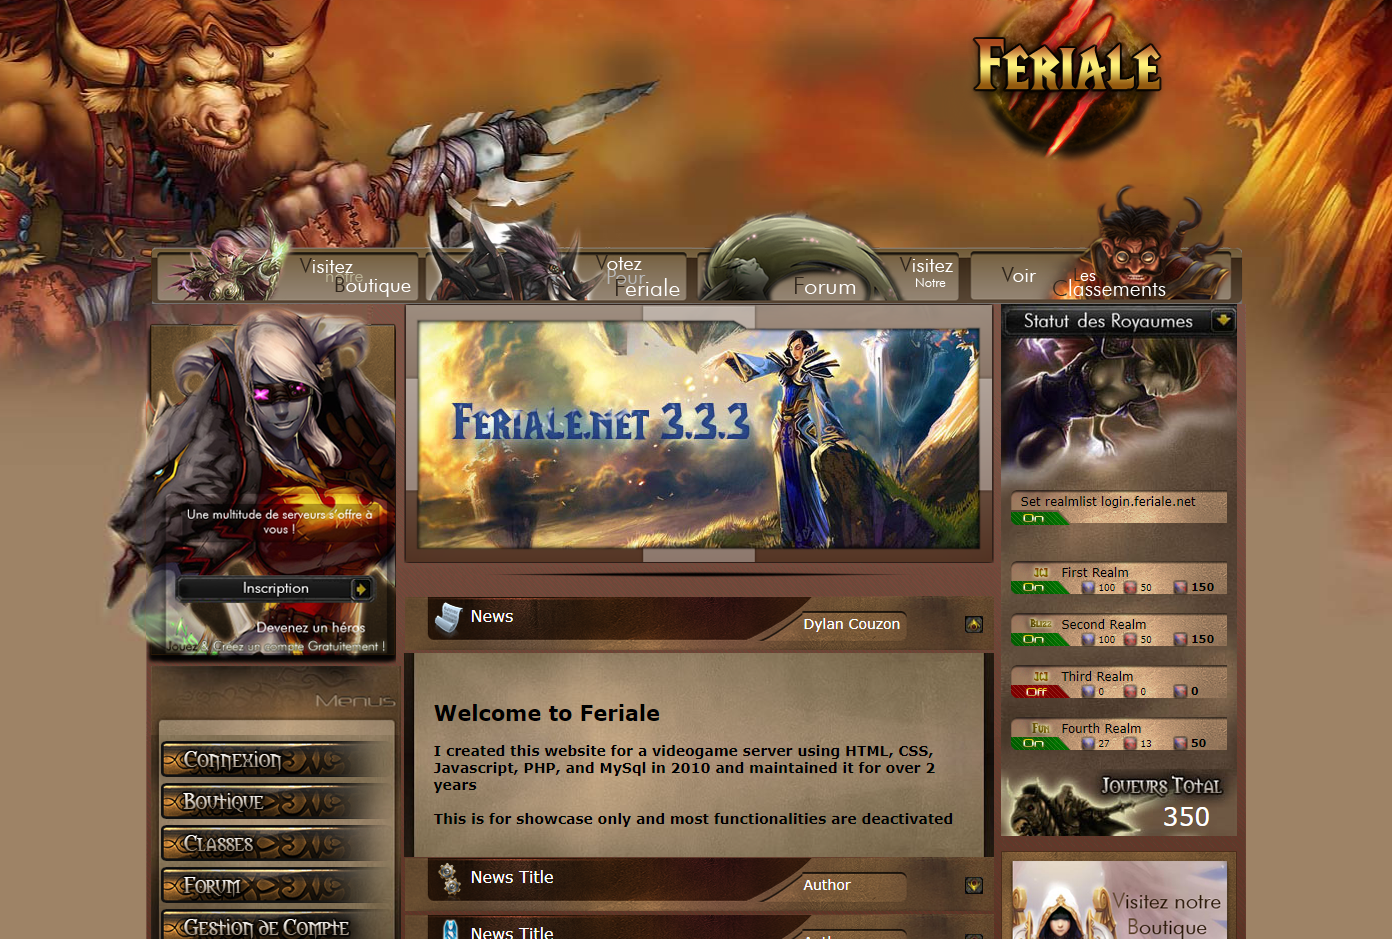 Feriale
Visitez
notre
Boutique
Votez
Pour
Feriale
Visitez
Notre
Forum
Voir
Les
Classements
Une multitude de serveurs s'offre à
vous !
Inscription
Devenez un héros
Jouez & Créez un compte Gratuitement !
Menus
Connexion
Boutique
Classes
Forum
Gestion de Compte
Feriale.net 3.3.3
News
Dylan Couzon
Welcome to Feriale
I created this website for a videogame server using HTML, CSS,
Javascript, PHP, and MySql in 2010 and maintained it for over 2
years
This is for showcase only and most functionalities are deactivated
News Title
Author
News Title
Author
Statut des Royaumes
Set realmlist login.feriale.net
On
JCJ First Realm
On 100 50 150
Blizz Second Realm
On 100 50 150
JCJ Third Realm
Off 0 0 0
Fun Fourth Realm
On 27 13 50
Joueurs Total
350
Visitez notre
Boutique